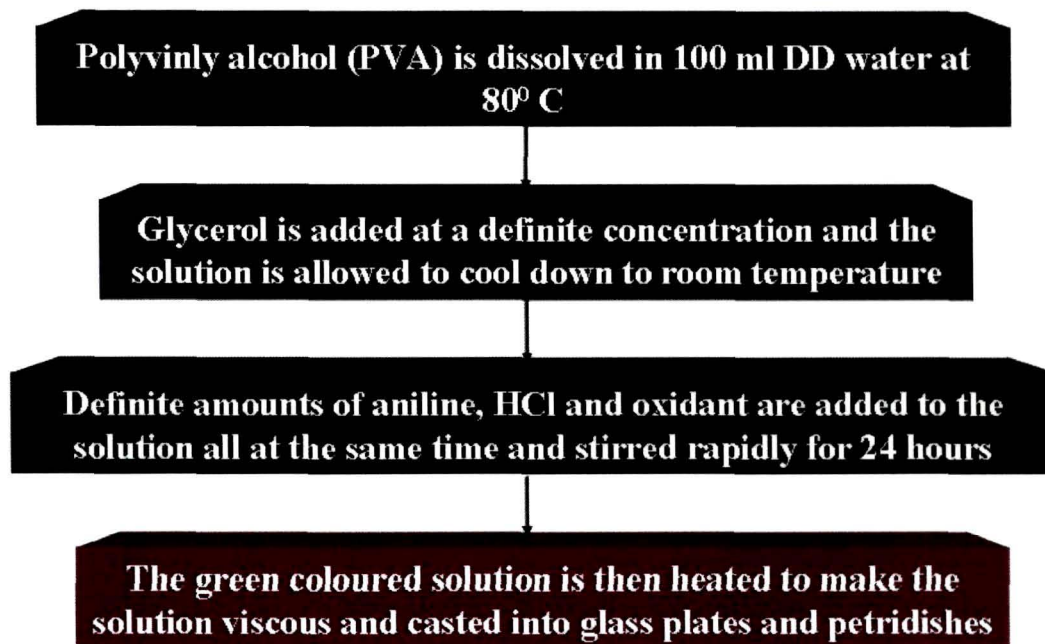 Polyvinly alcohol (PVA) is dissolved in 100 ml DD water at
80⁰ C
Glycerol is added at a definite concentration and the
solution is allowed to cool down to room temperature
Definite amounts of aniline, HCl and oxidant are added to the
solution all at the same time and stirred rapidly for 24 hours
The green coloured solution is then heated to make the
solution viscous and casted into glass plates and petridishes